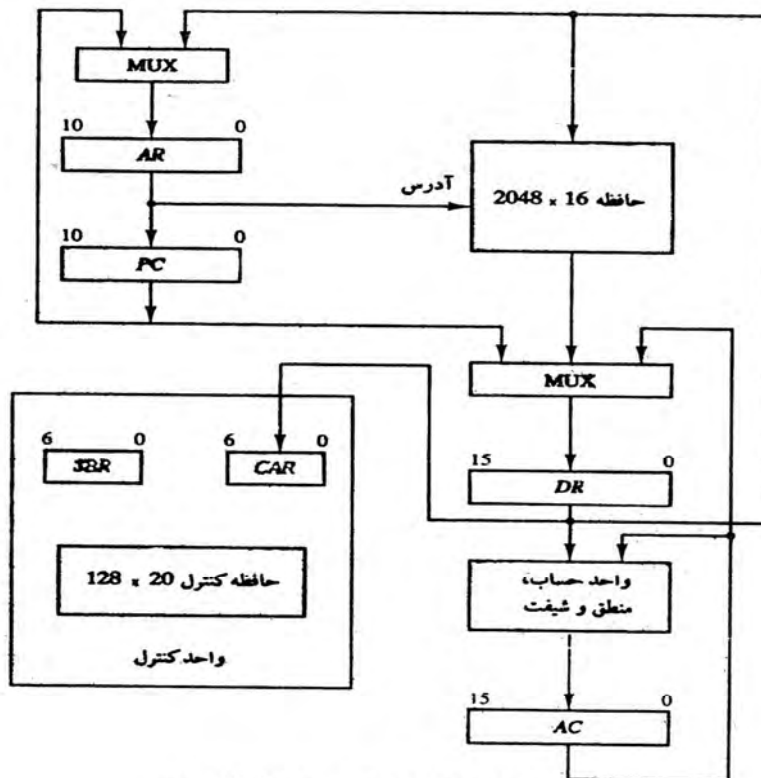 MUX
10 0
AR
آدرس
حافظه 16 × 2048
10 0
PC
MUX
6 0
SBR
6 0
CAR
15 0
DR
حافظه کنترل 20 × 128
واحد حساب،
منطق و شیفت
واحد کنترل
15 0
AC